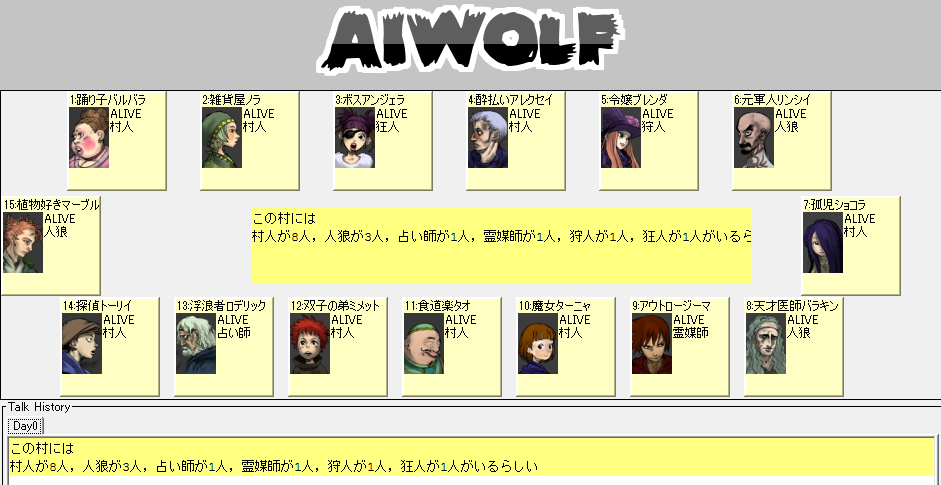 AIWOLF
1:踊り子バルバラ
ALIVE
村人
2:雑貨屋ノラ
ALIVE
村人
3:ボスアンジェラ
ALIVE
狂人
4:酔払いアレクセイ
ALIVE
村人
5:令嬢ブレンダ
ALIVE
狩人
6:元軍人リンシイ
ALIVE
人狼
15:植物好きマーブル
ALIVE
人狼
この村には
村人が8人，人狼が3人，占い師が1人，霊媒師が1人，狩人が1人，狂人が1人がいるら
7:孤児ショコラ
ALIVE
村人
14:探偵トーリイ
ALIVE
村人
13:浮浪者ロデリック
ALIVE
占い師
12:双子の弟ミメット
ALIVE
村人
11:食道楽タオ
ALIVE
村人
10:魔女ターニャ
ALIVE
村人
9:アウトロージーマ
ALIVE
霊媒師
8:天才医師バラキン
ALIVE
人狼
Talk History
Day0
この村には
村人が8人，人狼が3人，占い師が1人，霊媒師が1人，狩人が1人，狂人が1人がいるらしい